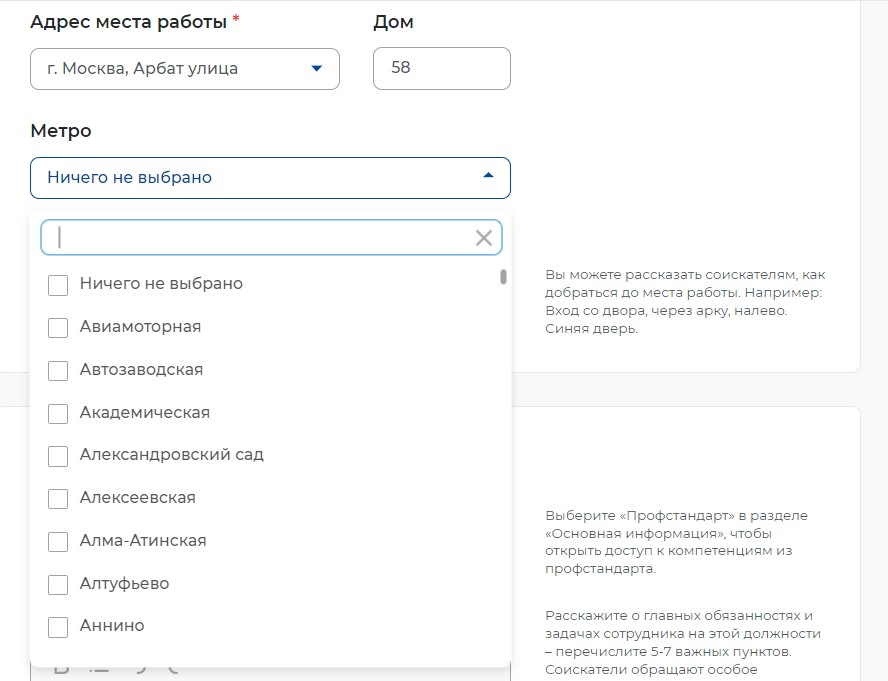 Адрес места работы *
Дом
г. Москва, Арбат улица
58
Метро
Ничего не выбрано
Ничего не выбрано
Авиамоторная
Автозаводская
Академическая
Александровский сад
Алексеевская
Алма-Атинская
Алтуфьево
Аннино
Вы можете рассказать соискателям, как
добраться до места работы. Например:
Вход со двора, через арку, налево.
Синяя дверь.
Выберите «Профстандарт» в разделе
«Основная информация», чтобы
открыть доступ к компетенциям из
профстандарта.
Расскажите о главных обязанностях и
задачах сотрудника на этой должности
– перечислите 5-7 важных пунктов.
Соискатели обращают особое